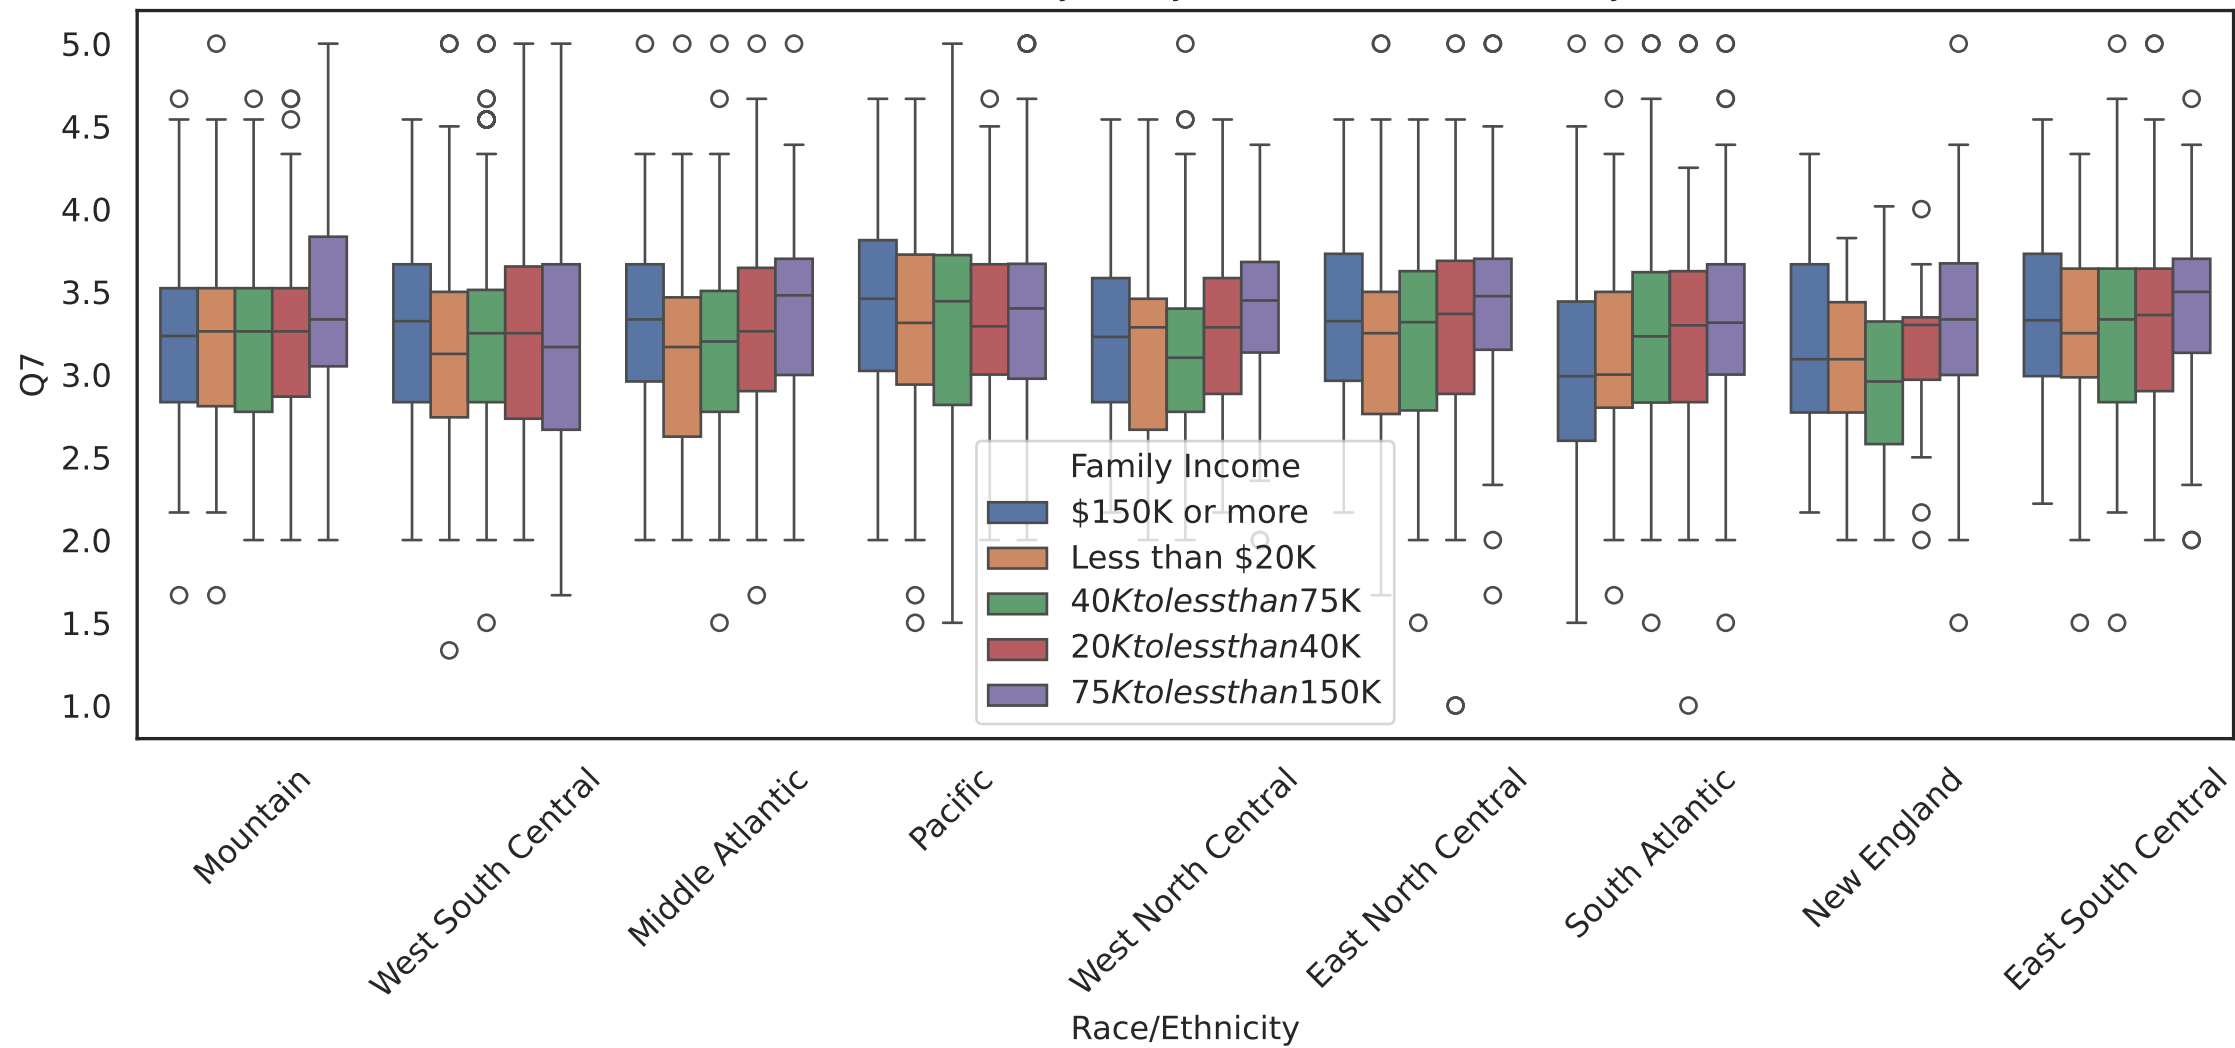 5.0
4.5
4.0
3.5
3.0
2.5
2.0
1.5
1.0
Q7
Family Income
$150K or more
Less than $20K
40Ktolessthan75K
20Ktolessthan40K
75Ktolessthan150K
Mountain
West South Central
Middle Atlantic
Pacific
West North Central
East North Central
South Atlantic
New England
East South Central
Race/Ethnicity